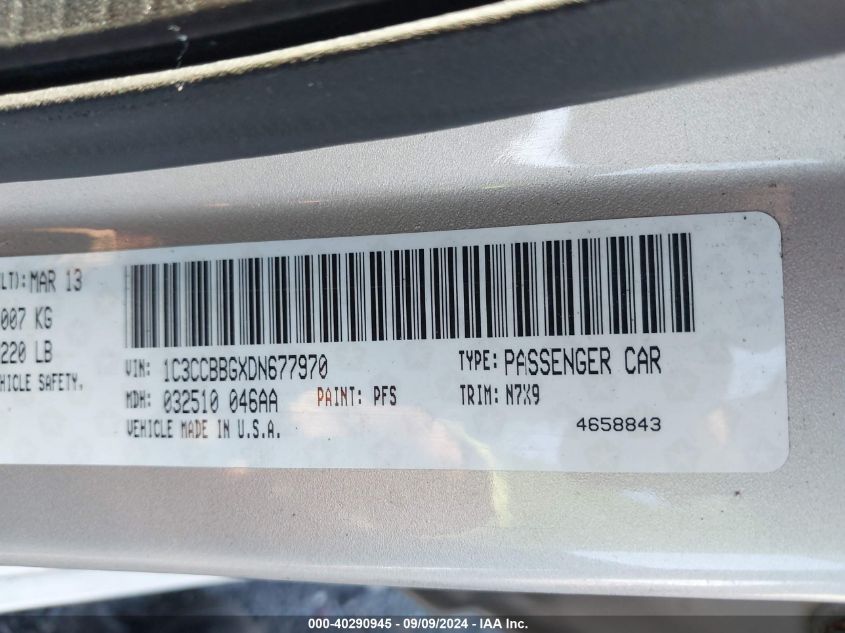 LT): MAR 13
007 KG
220 LB
HICLE SAFETY.
VIN: 1C3CCBBGXDN677970
TYPE: PASSENGER CAR
MDH: 032510 046AA PAINT: PFS
TRIM: N7X9
VEHICLE MADE IN U.S.A.
4658843
000-40290945 - 09/09/2024 - IAA Inc.